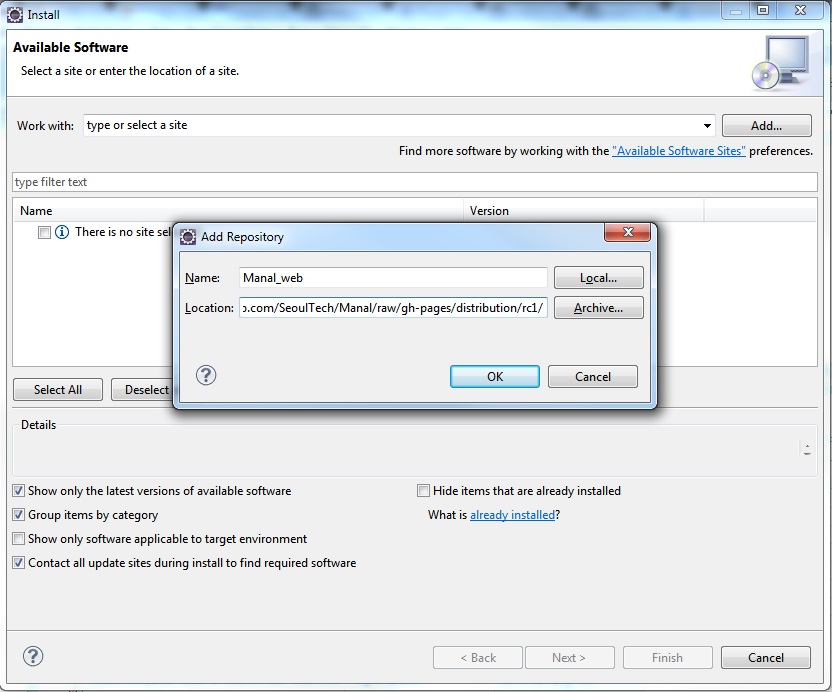 Install
Available Software
Select a site or enter the location of a site.
Work with: type or select a site Add...
Find more software by working with the "Available Software Sites" preferences.
type filter text
Name Version
There is no site sel
Add Repository
Name: Manal_web Local...
Location: .com/SeoulTech/Manal/raw/gh-pages/distribution/rc1/ Archive...
OK Cancel
Select All Deselect
Details
Show only the latest versions of available software Hide items that are already installed
Group items by category What is already installed?
Show only software applicable to target environment
Contact all update sites during install to find required software
< Back Next > Finish Cancel